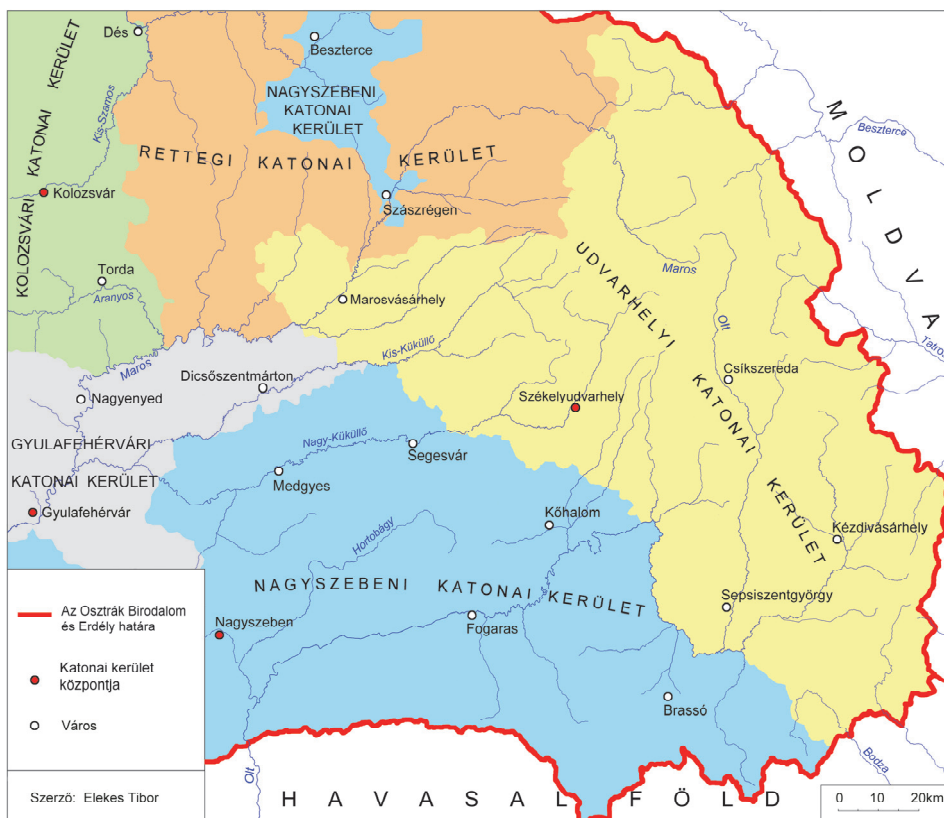 Dés
Beszterce
NAGYSZEBENI
KATONAI
KERÜLET
KOLOZSVÁRI KATONAI KERÜLET
Kis-Szamos
RETTEGI KATONAI KERÜLET
MOLDVA
Beszterce
Kolozsvár
Szászrégen
Torda
Aranyos
Marosvásárhely
Maros
Olt
Tatros
UDVARHELYI KATONAI KERÜLET
Maros
Kis-Küküllő
Dicsőszentmárton
Nagyenyed
Csíkszereda
Székelyudvarhely
GYULAFEHÉRVÁRI
KATONAI KERÜLET
Nagy-Küküllő
Segesvár
Medgyes
Gyulafehérvár
Kőhalom
Kézdivásárhely
Hortobágy
NAGYSZEBENI KATONAI KERÜLET
Sepsiszentgyörgy
Nagyszeben
Fogaras
Brassó
Az Osztrák Birodalom
és Erdély határa
Katonai kerület
központja
Város
Olt
Bodza
Szerző: Elekes Tibor
HAVASALFÖLD
0 10 20km